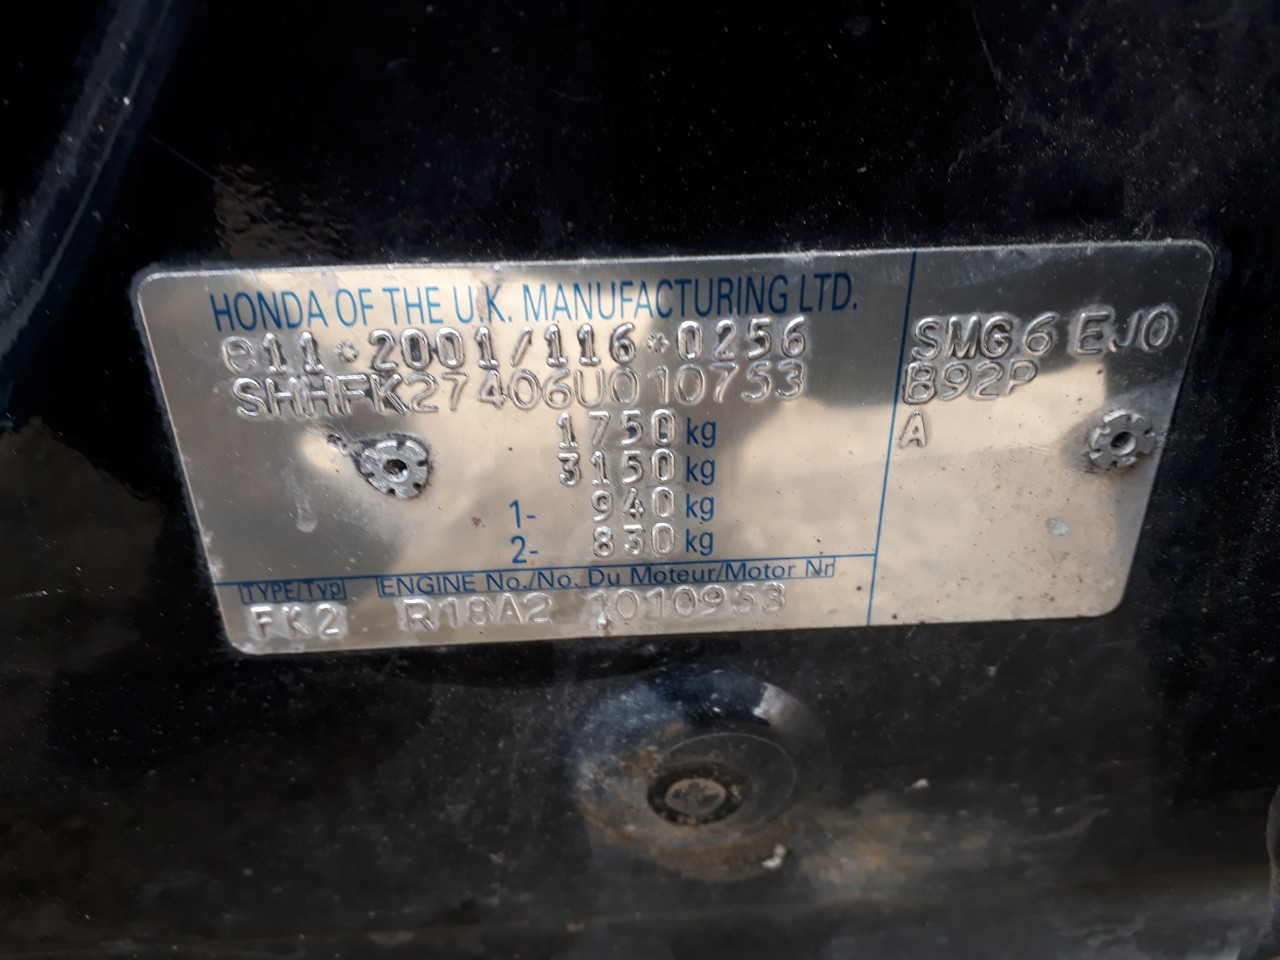 HONDA OF THE U.K. MANUFACTURING LTD.
e11*2001/116*0256
SHHFK27406U010753
1750 kg
3150 kg
1- 940 kg
2- 830 kg
TYPE/TYP ENGINE No./No. Du Moteur/Motor Nr
FK2 R18A2 1010953
SMG6 EJ0
B92P
A